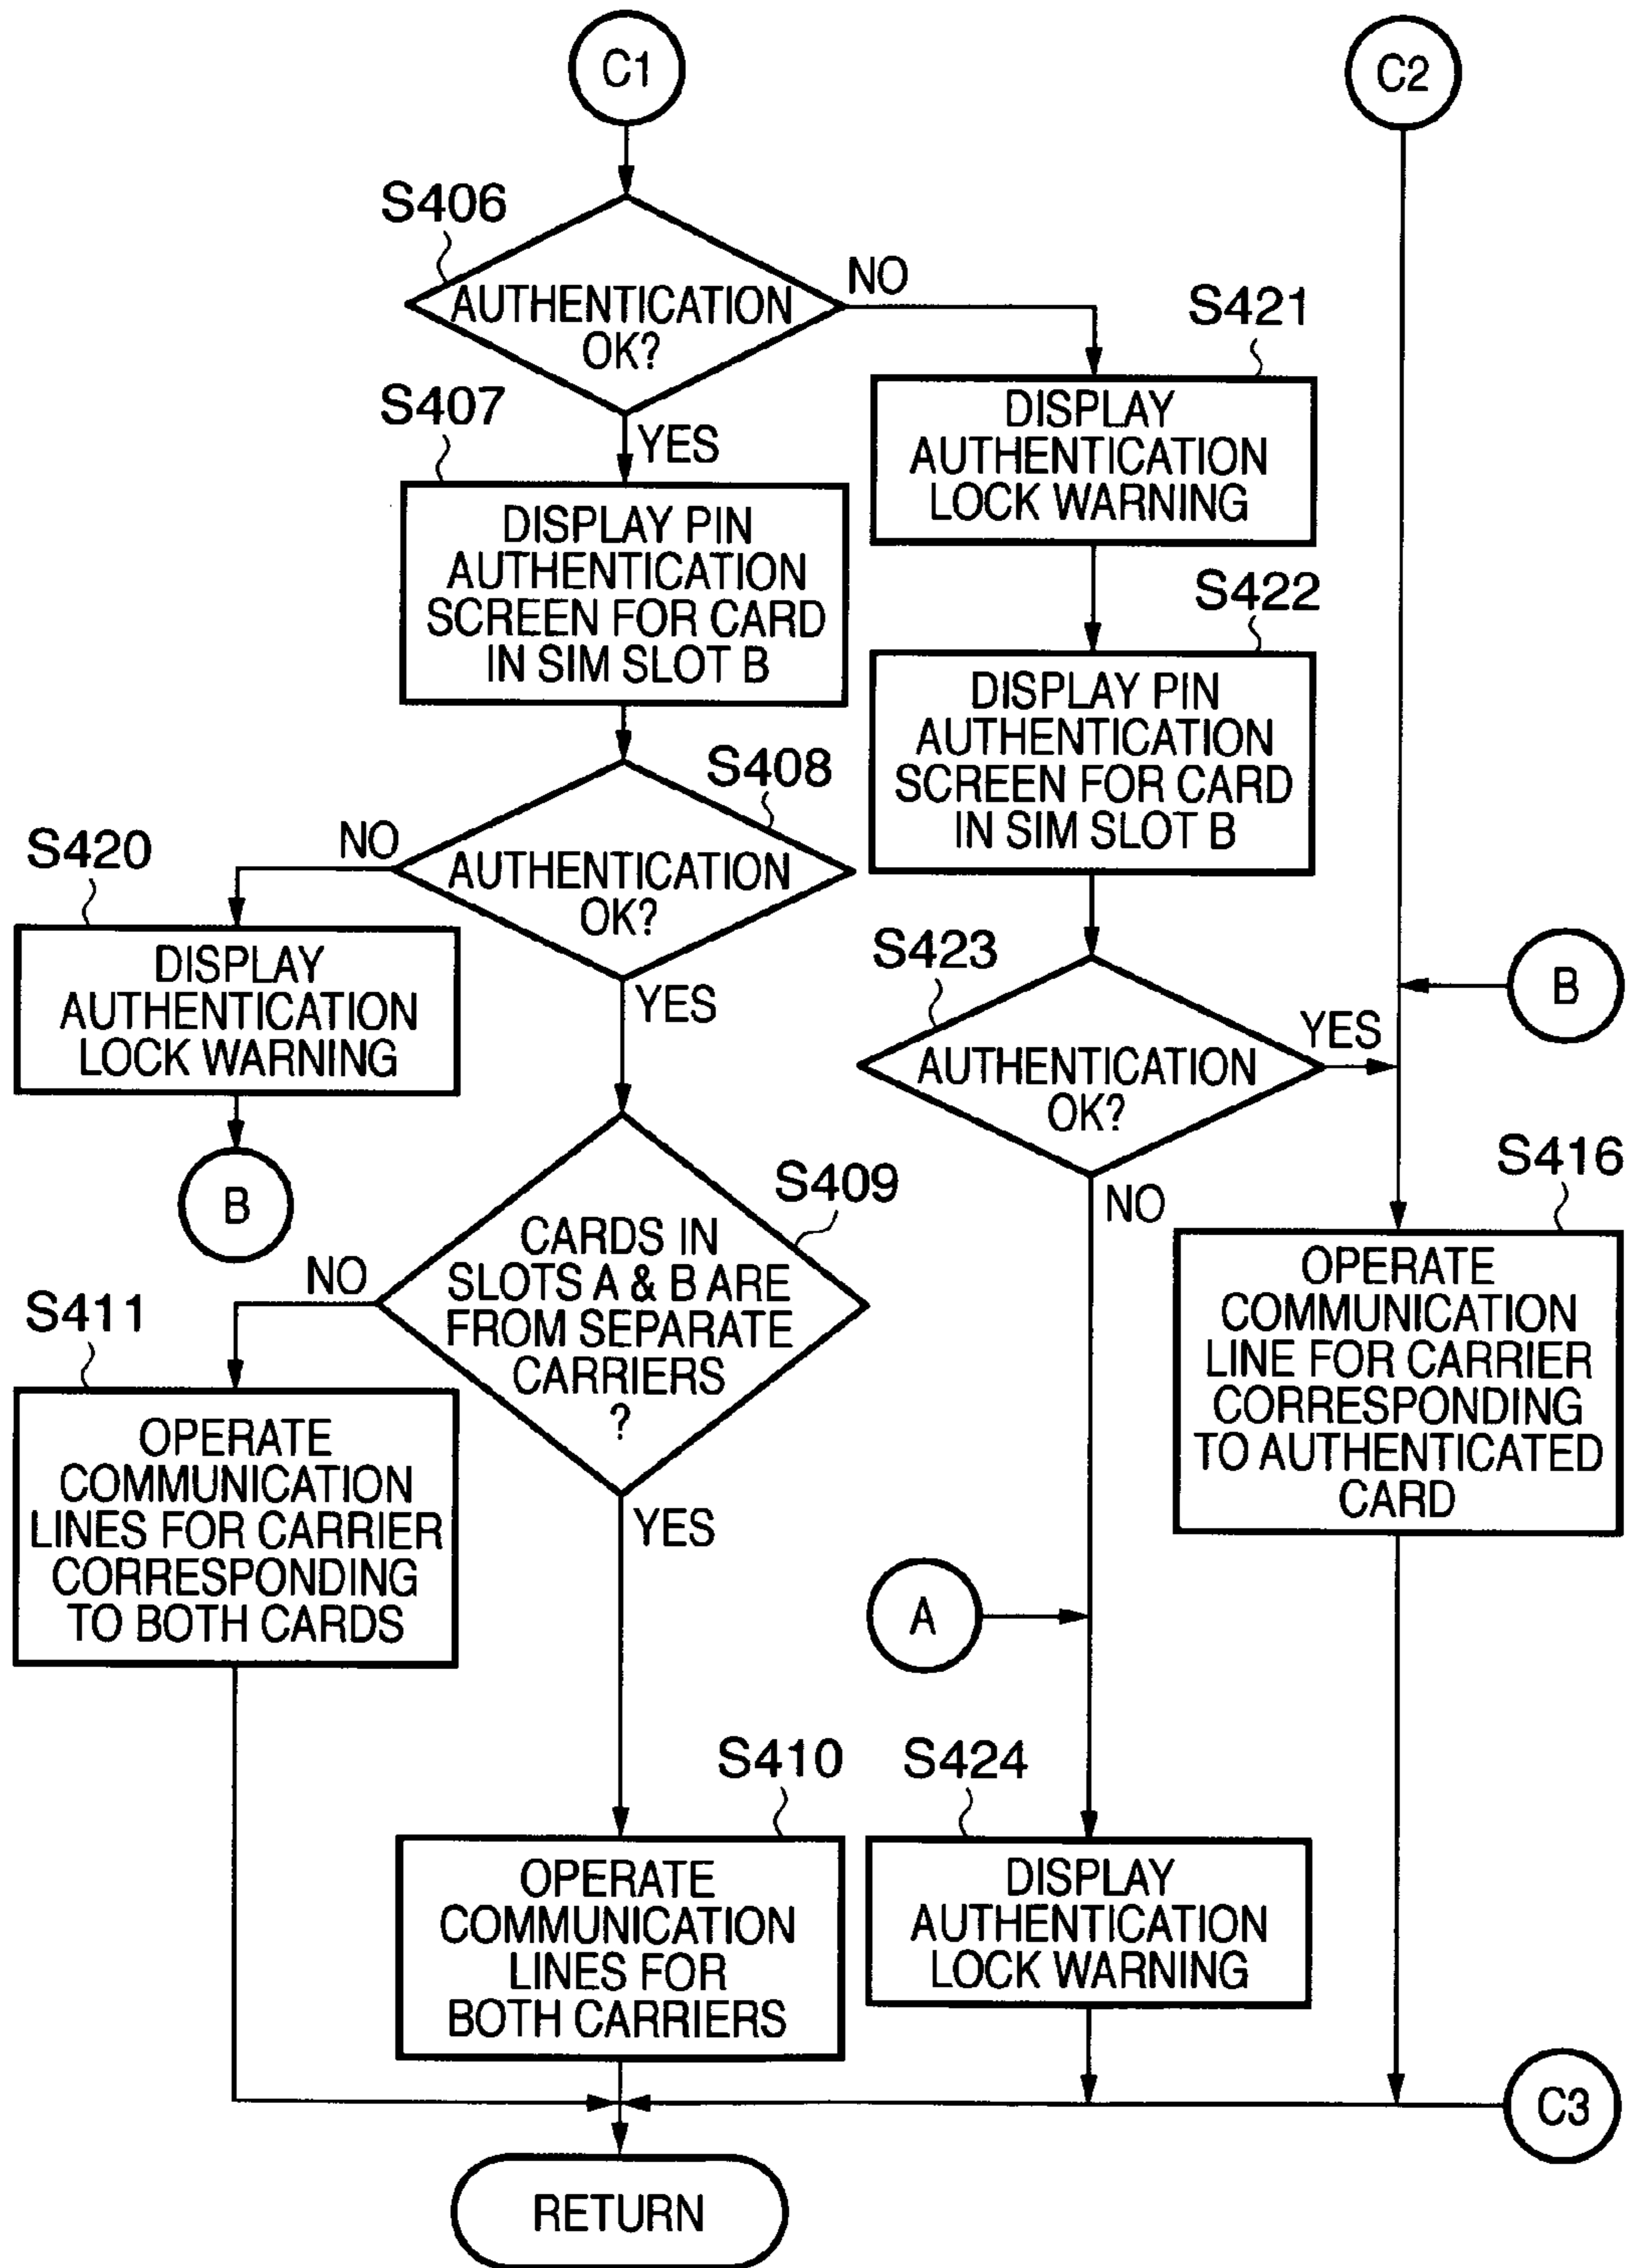 C1
C2
S406
AUTHENTICATION
OK?
NO
YES
S421
DISPLAY
AUTHENTICATION
LOCK WARNING
S407
DISPLAY PIN
AUTHENTICATION
SCREEN FOR CARD
IN SIM SLOT B
S422
DISPLAY PIN
AUTHENTICATION
SCREEN FOR CARD
IN SIM SLOT B
S408
AUTHENTICATION
OK?
NO
YES
S420
DISPLAY
AUTHENTICATION
LOCK WARNING
B
S423
AUTHENTICATION
OK?
YES
NO
B
S409
CARDS IN
SLOTS A & B ARE
FROM SEPARATE
CARRIERS
?
NO
YES
S416
OPERATE
COMMUNICATION
LINE FOR CARRIER
CORRESPONDING
TO AUTHENTICATED
CARD
S411
OPERATE
COMMUNICATION
LINES FOR CARRIER
CORRESPONDING
TO BOTH CARDS
A
S410
OPERATE
COMMUNICATION
LINES FOR
BOTH CARRIERS
S424
DISPLAY
AUTHENTICATION
LOCK WARNING
C3
RETURN